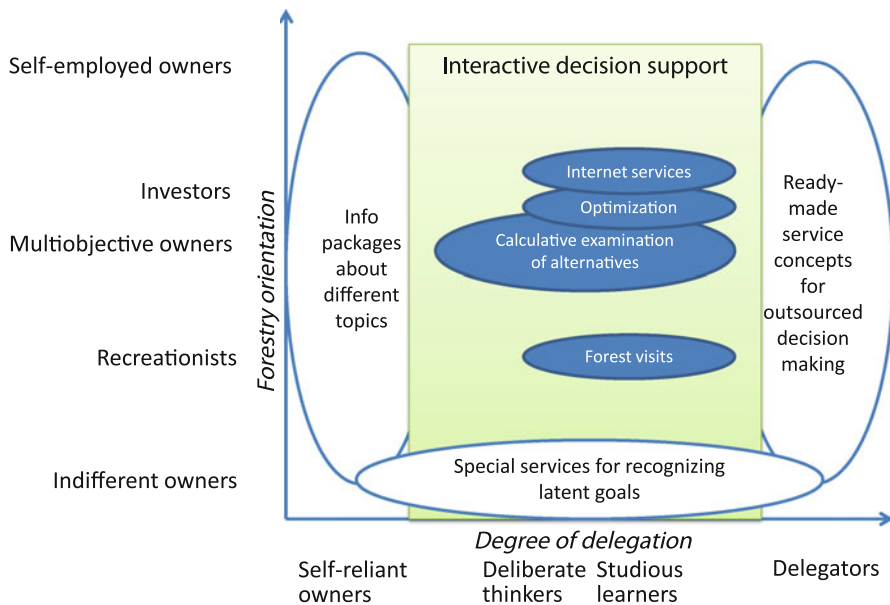 Self-employed owners
Investors
Multiobjective owners
Recreationists
Indifferent owners
Forestry orientation
Interactive decision support
Info
packages
about
different
topics
Internet services
Optimization
Calculative examination
of alternatives
Forest visits
Ready-
made
service
concepts
for
outsourced
decision
making
Special services for recognizing
latent goals
Degree of delegation
Self-reliant
owners
Deliberate
thinkers
Studious
learners
Delegators